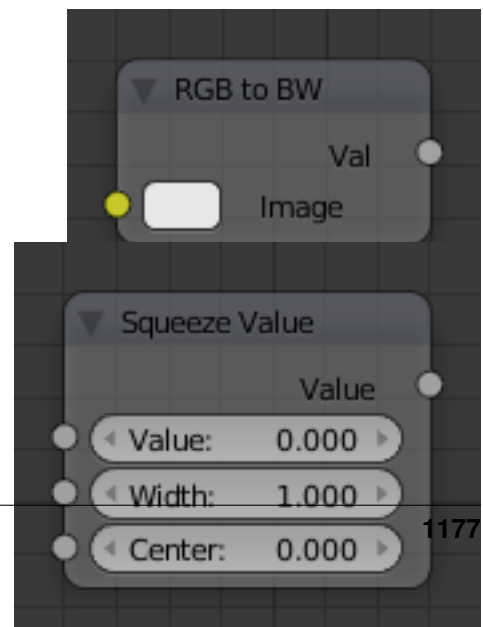 RGB to BW
Val
Image
Squeeze Value
Value
Value: 0.000
Width: 1.000
1177
Center: 0.000